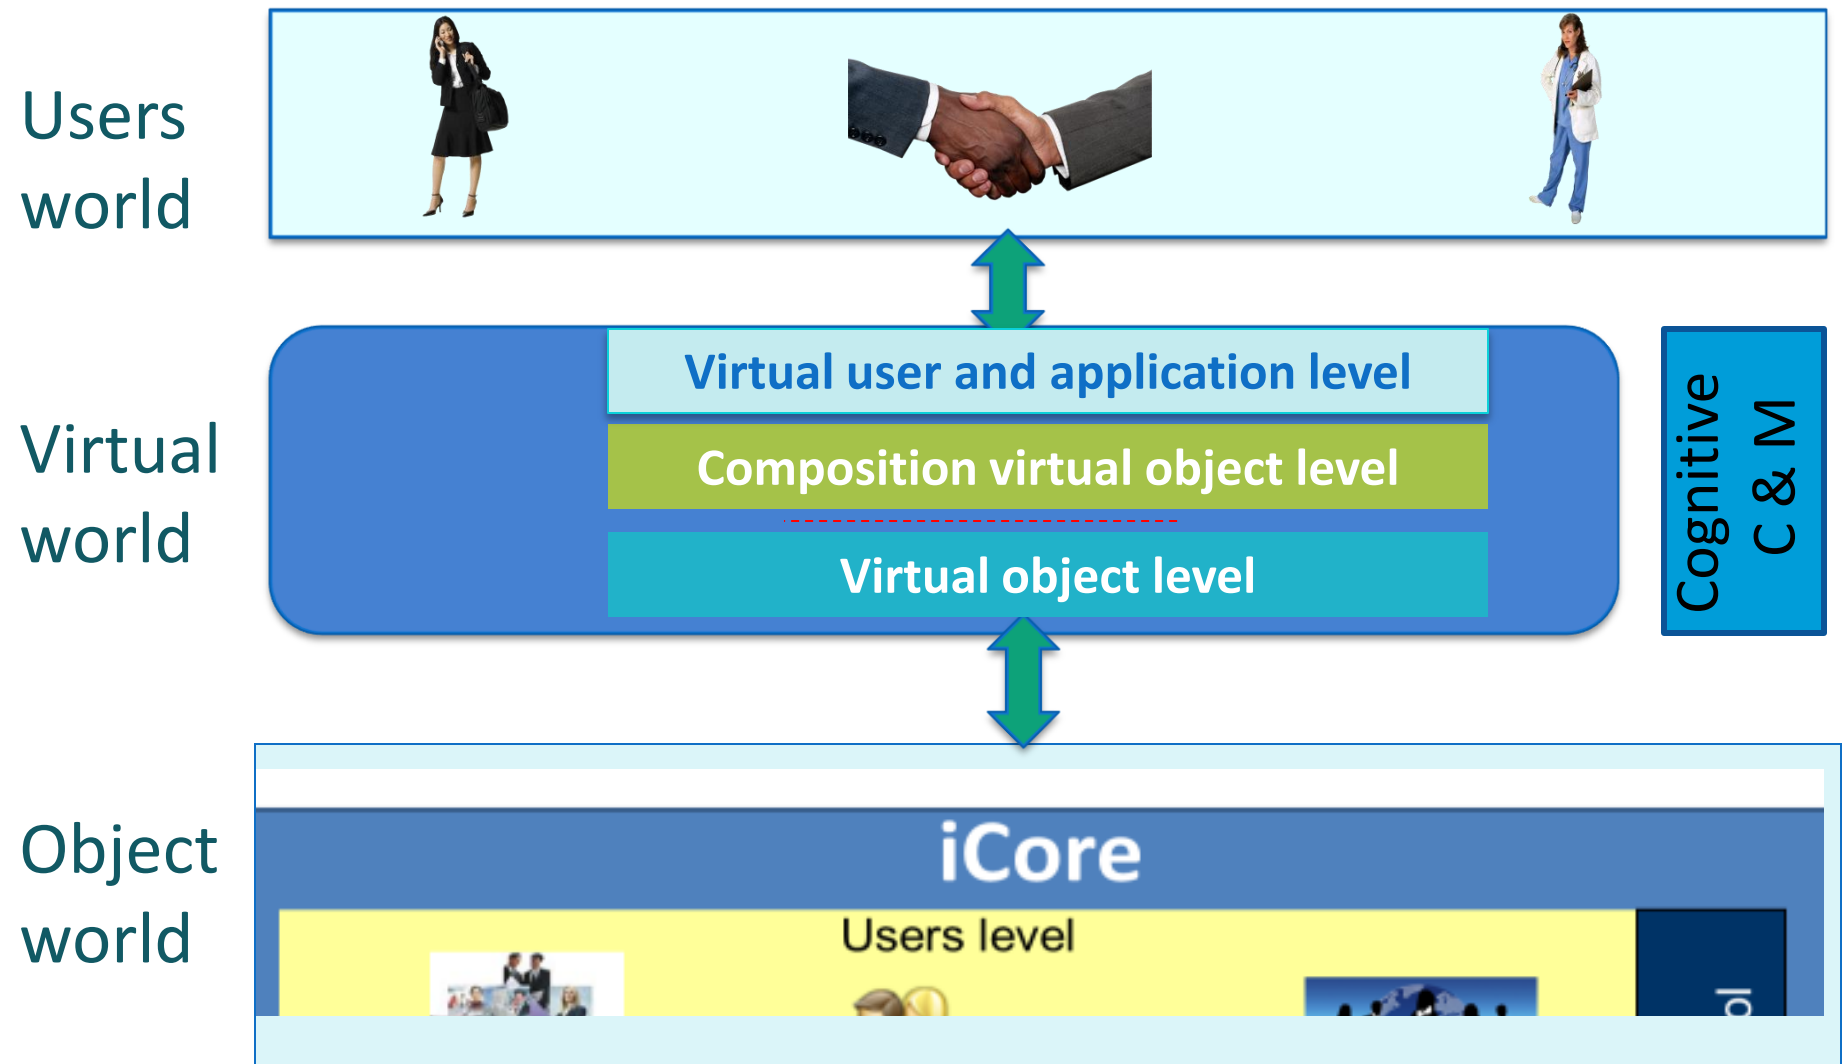 Users
world
Virtual user and application level
Composition virtual object level
Virtual object level
Virtual
world
Cognitive
C & M
Object
world
iCore
Users level